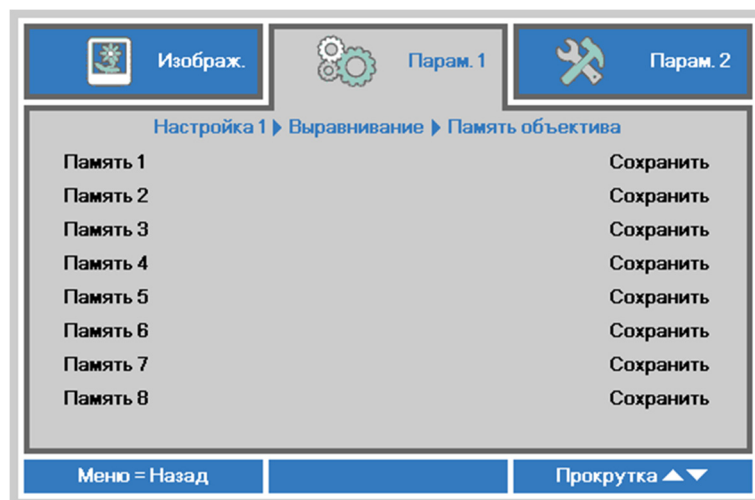 Изображ. Парам. 1 Парам. 2
Настройка 1 Выравнивание Память объектива
Память 1 Сохранить
Память 2 Сохранить
Память 3 Сохранить
Память 4 Сохранить
Память 5 Сохранить
Память 6 Сохранить
Память 7 Сохранить
Память 8 Сохранить
Меню = Назад Прокрутка